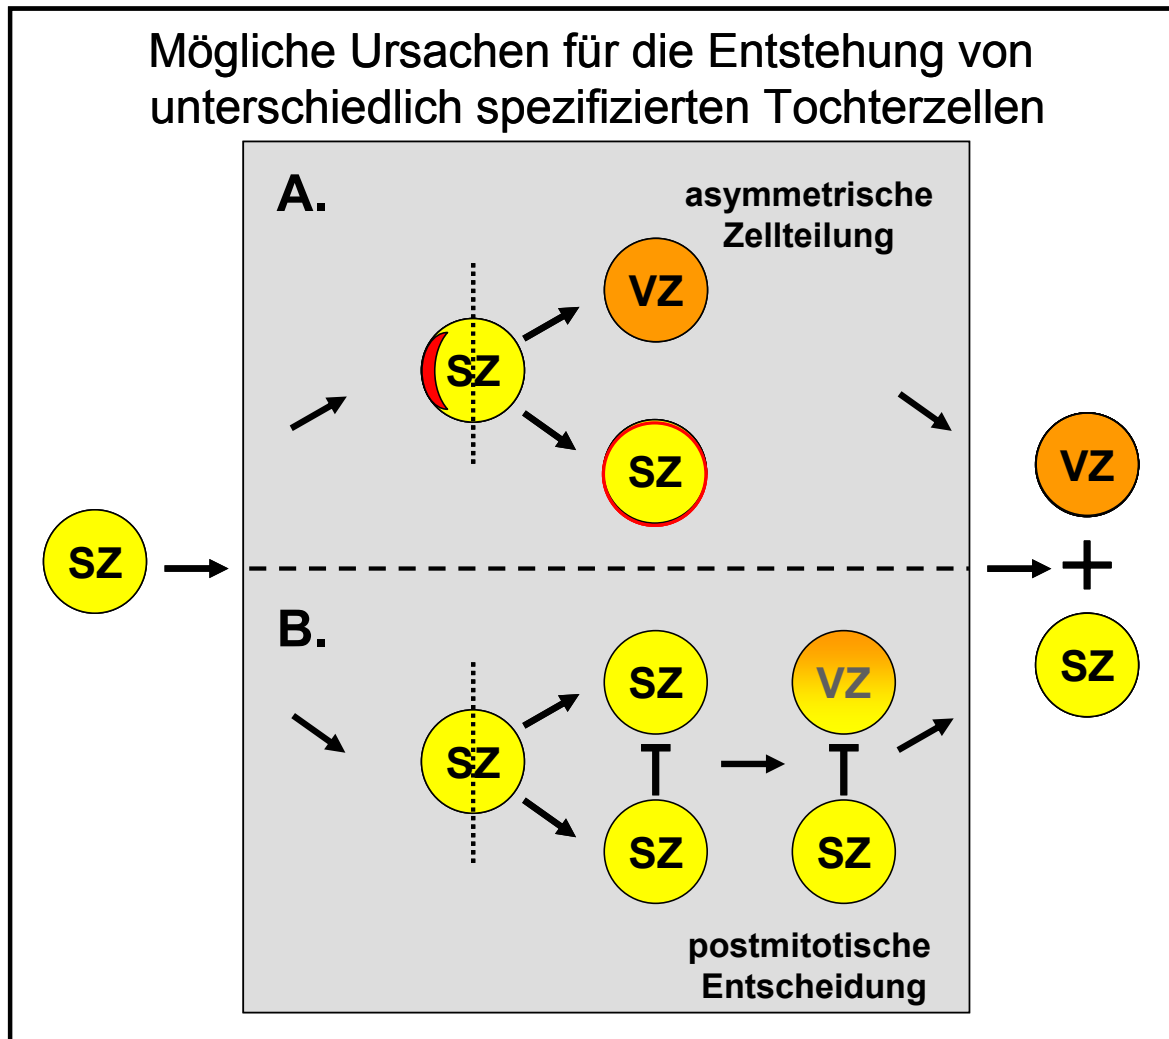 Mögliche Ursachen für die Entstehung von
unterschiedlich spezifizierten Tochterzellen
A.
asymmetrische
Zellteilung
VZ
SZ
SZ
VZ
SZ
+
SZ
B.
SZ
VZ
SZ
SZ
SZ
postmitotische
Entscheidung